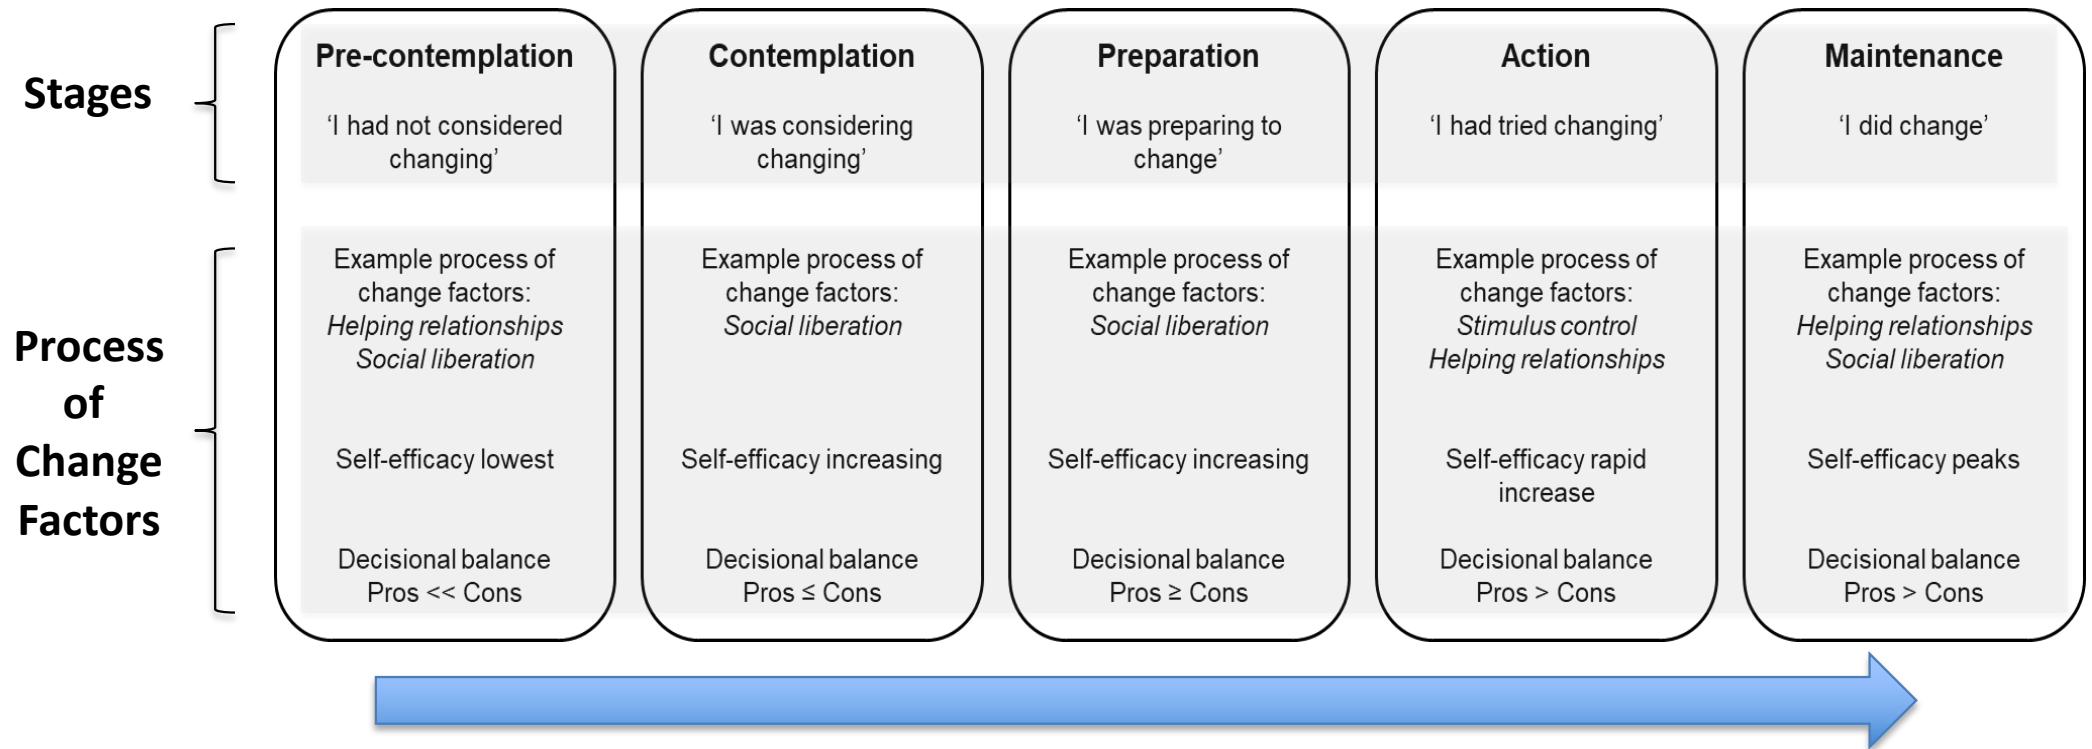 Stages
Pre-contemplation
‘I had not considered
changing’
Contemplation
‘I was considering
changing’
Preparation
‘I was preparing to
change’
Action
‘I had tried changing’
Maintenance
‘I did change’
Process
of
Change
Factors
Example process of
change factors:
Helping relationships
Social liberation
Self-efficacy lowest
Decisional balance
Pros << Cons
Example process of
change factors:
Social liberation
Self-efficacy increasing
Decisional balance
Pros ≤ Cons
Example process of
change factors:
Social liberation
Self-efficacy increasing
Decisional balance
Pros ≥ Cons
Example process of
change factors:
Stimulus control
Helping relationships
Self-efficacy rapid
increase
Decisional balance
Pros > Cons
Example process of
change factors:
Helping relationships
Social liberation
Self-efficacy peaks
Decisional balance
Pros > Cons